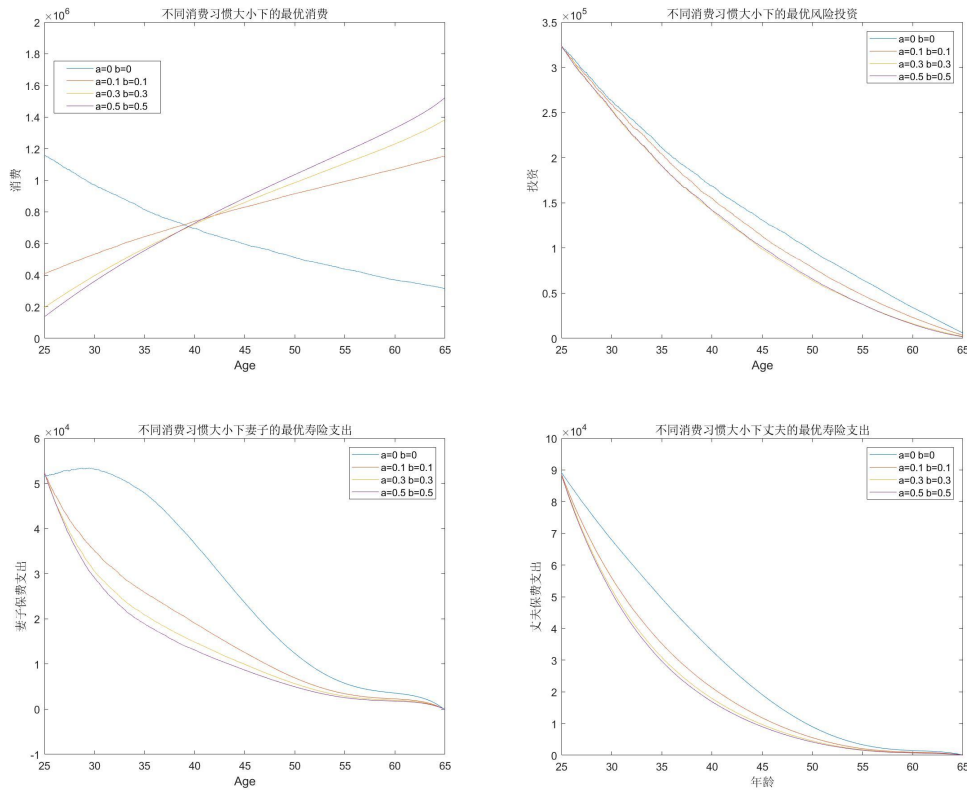 不同消费习惯大小下的最优消费
×10⁶
2
1.8
1.6
1.4
1.2
1
0.8
0.6
0.4
0.2
0
消费
a=0 b=0
a=0.1 b=0.1
a=0.3 b=0.3
a=0.5 b=0.5
25 30 35 40 45 50 55 60 65
Age
不同消费习惯大小下的最优风险投资
×10⁵
3.5
3
2.5
2
1.5
1
0.5
0
投资
a=0 b=0
a=0.1 b=0.1
a=0.3 b=0.3
a=0.5 b=0.5
25 30 35 40 45 50 55 60 65
Age
不同消费习惯大小下妻子的最优寿险支出
×10⁴
6
5
4
3
2
1
0
-1
妻子保费支出
a=0 b=0
a=0.1 b=0.1
a=0.3 b=0.3
a=0.5 b=0.5
25 30 35 40 45 50 55 60 65
Age
不同消费习惯大小下丈夫的最优寿险支出
×10⁴
10
9
8
7
6
5
4
3
2
1
0
丈夫保费支出
a=0 b=0
a=0.1 b=0.1
a=0.3 b=0.3
a=0.5 b=0.5
25 30 35 40 45 50 55 60 65
年龄